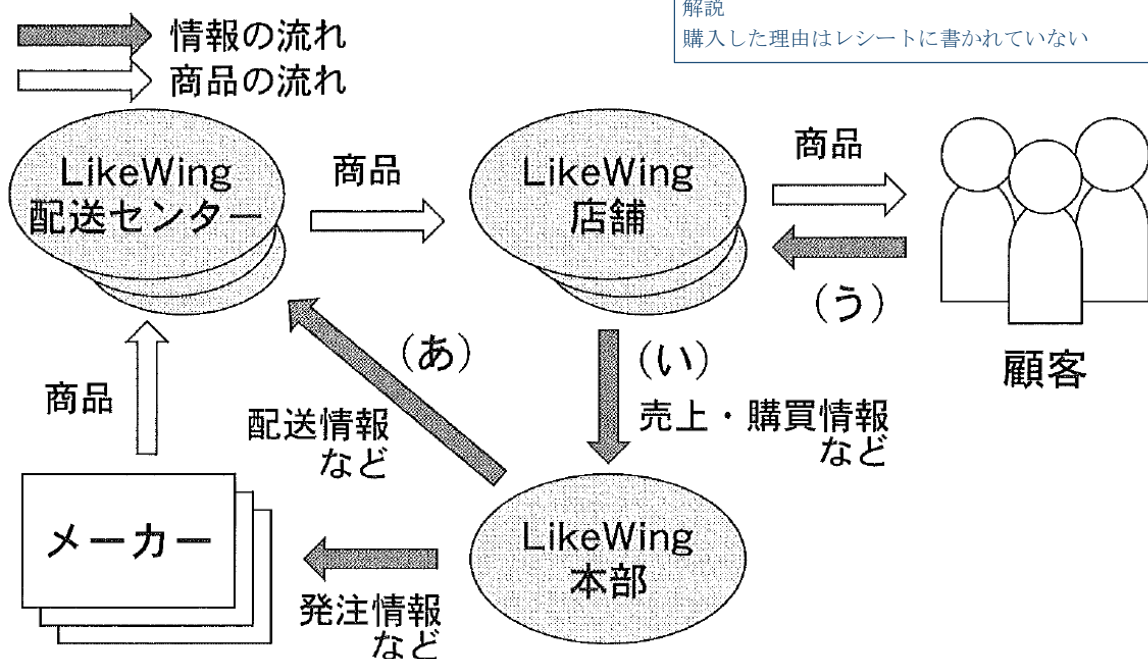 解説
購入した理由はレシートに書かれていない
情報の流れ
商品の流れ
LikeWing
配送センター
商品
LikeWing
店舗
商品
(う)
顧客
(あ)
配送情報
など
(い)
売上・購買情報
など
商品
メーカー
発注情報
など
LikeWing
本部